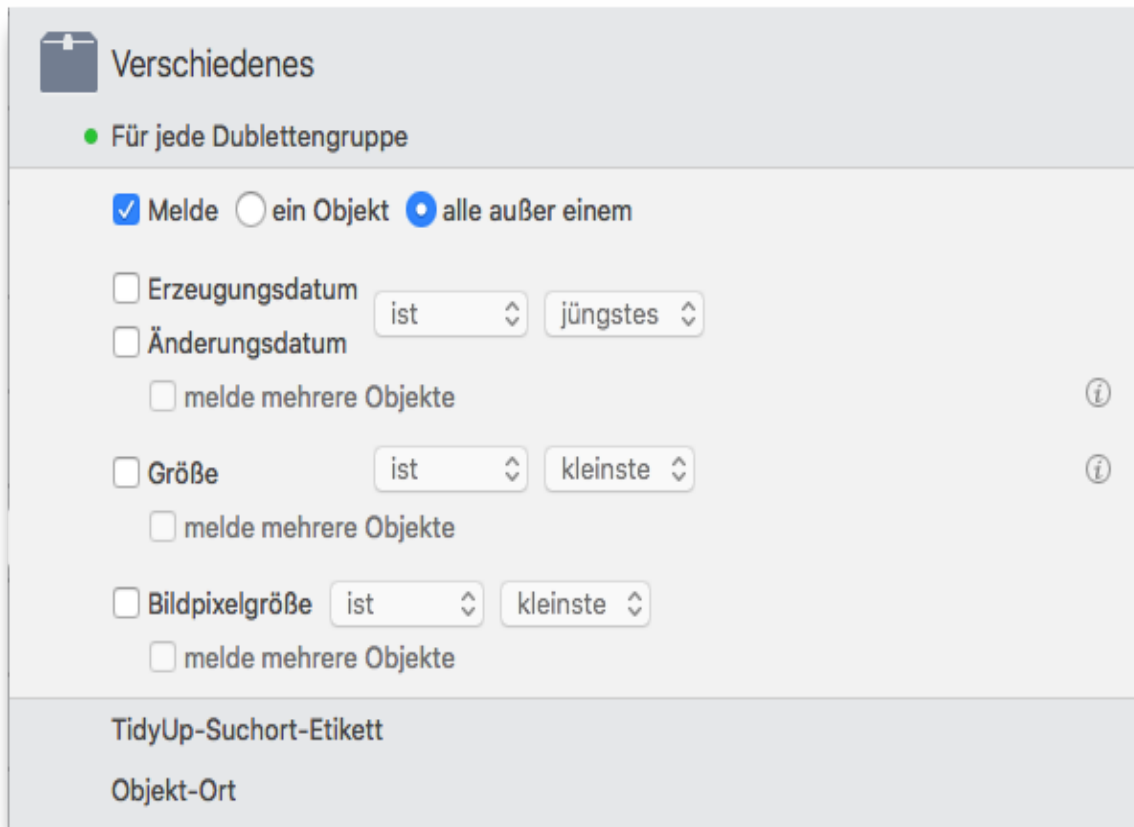 Verschiedenes
Für jede Dublettengruppe
Melde ein Objekt alle außer einem
Erzeugungsdatum
ist jüngstes
Änderungsdatum
melde mehrere Objekte
Größe ist kleinste
melde mehrere Objekte
Bildpixelgröße ist kleinste
melde mehrere Objekte
TidyUp-Suchort-Etikett
Objekt-Ort